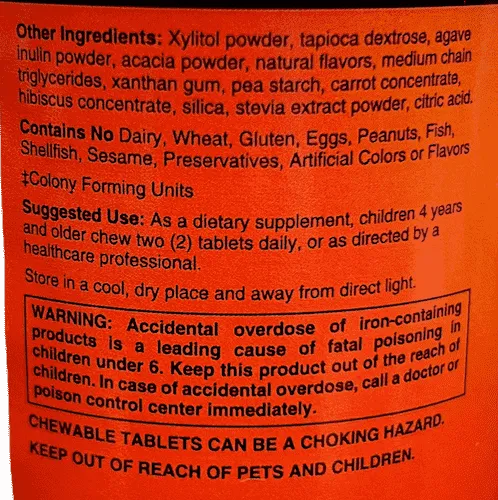 Other Ingredients: Xylitol powder, tapioca dextrose, agave
inulin powder, acacia powder, natural flavors, medium chain
triglycerides, xanthan gum, pea starch, carrot concentrate,
hibiscus concentrate, silica, stevia extract powder, citric acid.
Contains No Dairy, Wheat, Gluten, Eggs, Peanuts, Fish,
Shellfish, Sesame, Preservatives, Artificial Colors or Flavors
‡Colony Forming Units
Suggested Use: As a dietary supplement, children 4 years
and older chew two (2) tablets daily, or as directed by a
healthcare professional.
Store in a cool, dry place and away from direct light.
WARNING: Accidental overdose of iron-containing
products is a leading cause of fatal poisoning in
children under 6. Keep this product out of the reach of
children. In case of accidental overdose, call a doctor or
poison control center immediately.
CHEWABLE TABLETS CAN BE A CHOKING HAZARD.
KEEP OUT OF REACH OF PETS AND CHILDREN.